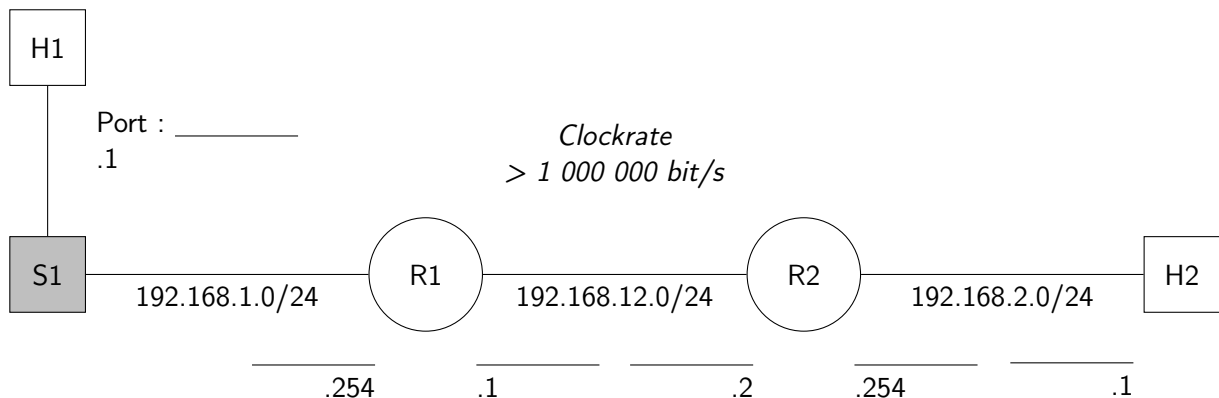 H1
Port : __________
.1
Clockrate
> 1 000 000 bit/s
S1
192.168.1.0/24
R1
192.168.12.0/24
R2
192.168.2.0/24
H2
.254
.1
.2
.254
.1